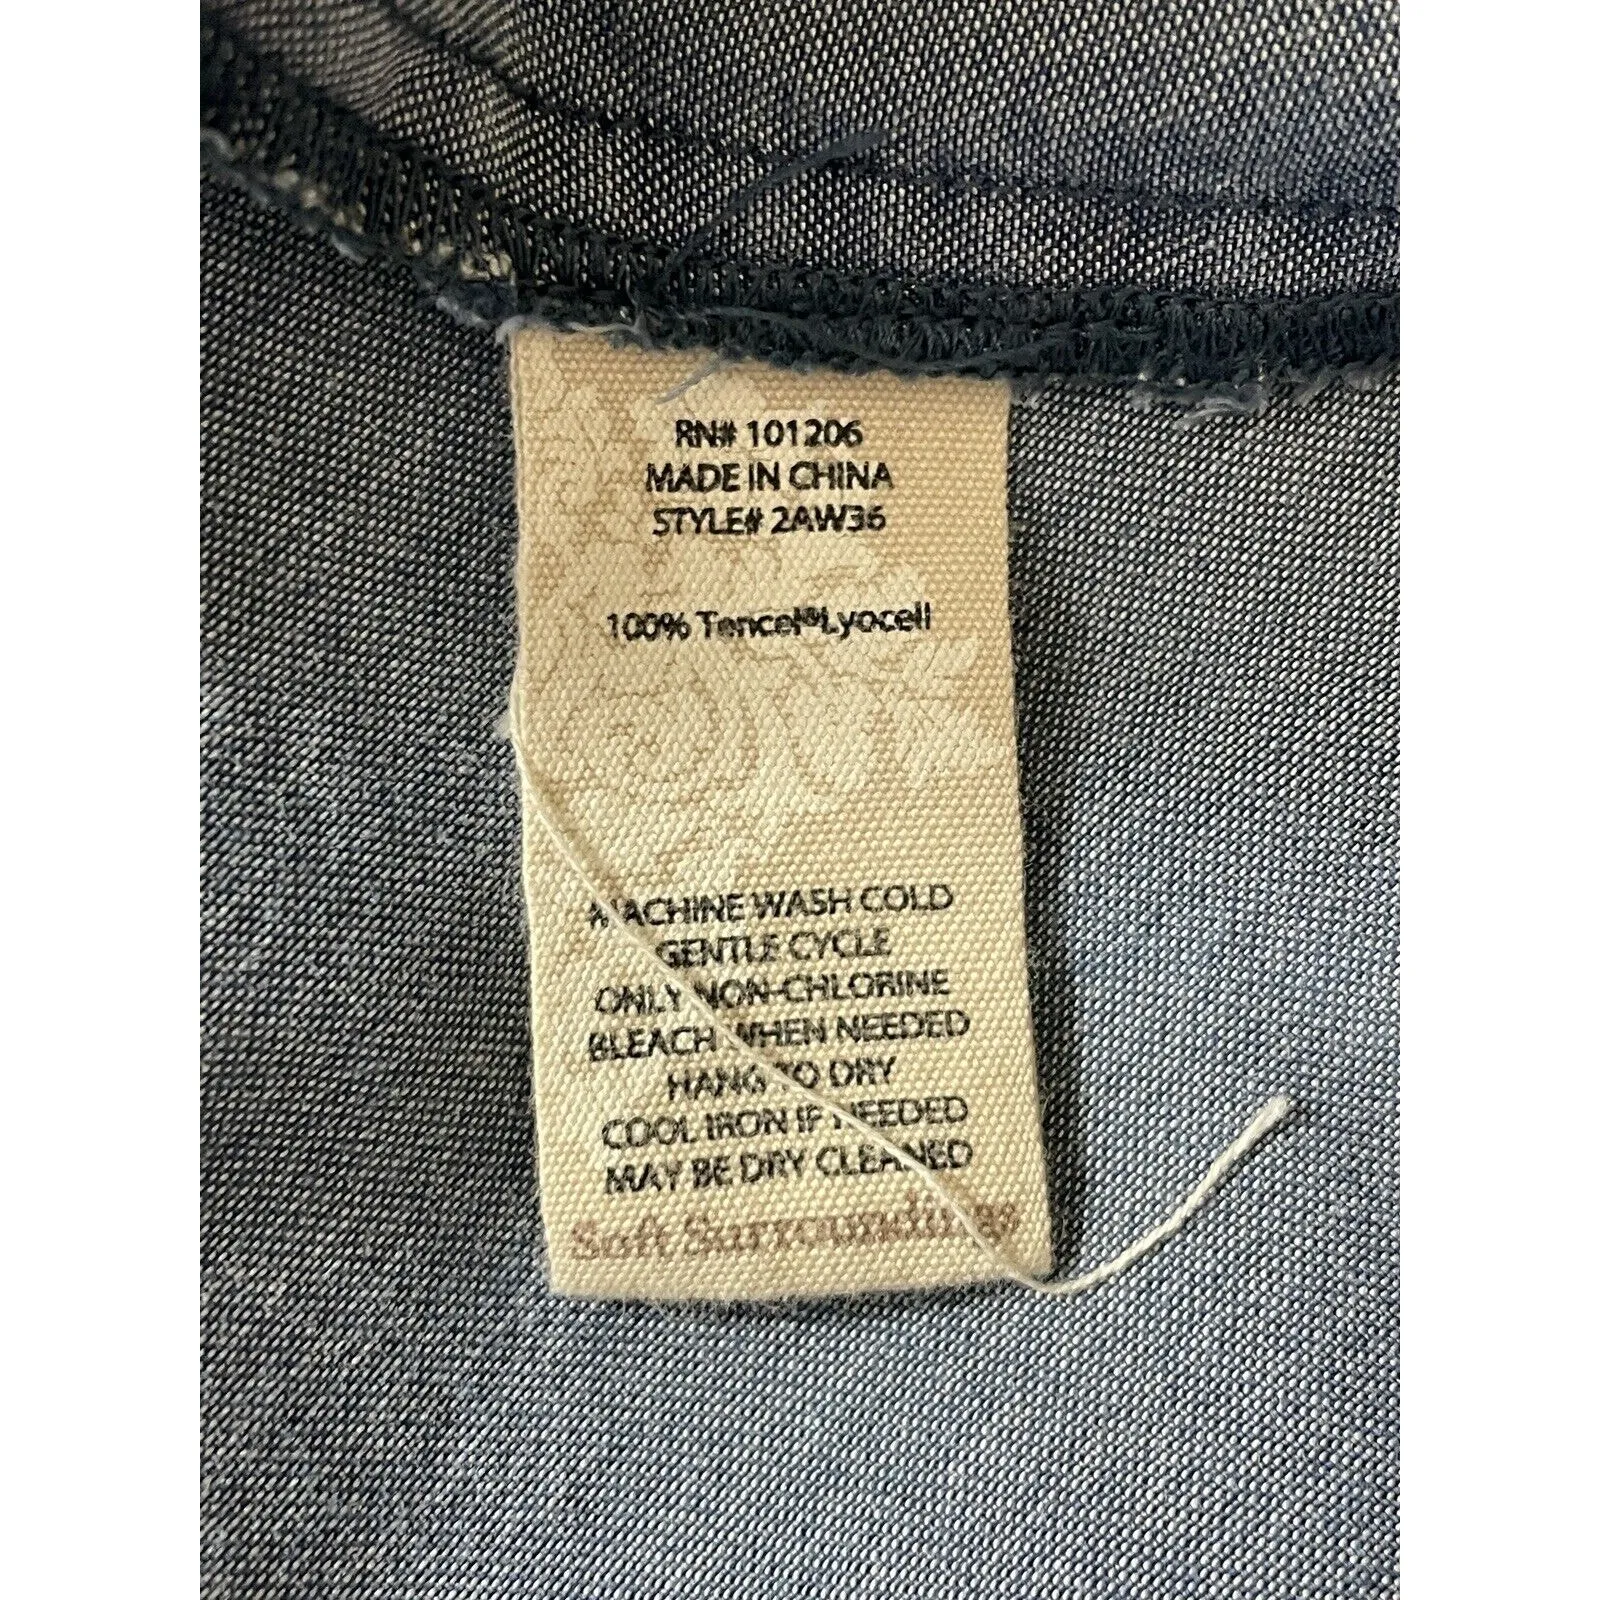 RN# 101206
MADE IN CHINA
STYLE# 2AW36
100% Tencel®Lyocell
MACHINE WASH COLD
GENTLE CYCLE
ONLY NON-CHLORINE
BLEACH WHEN NEEDED
HANG TO DRY
COOL IRON IF NEEDED
MAY BE DRY CLEANED
Soft Surroundings